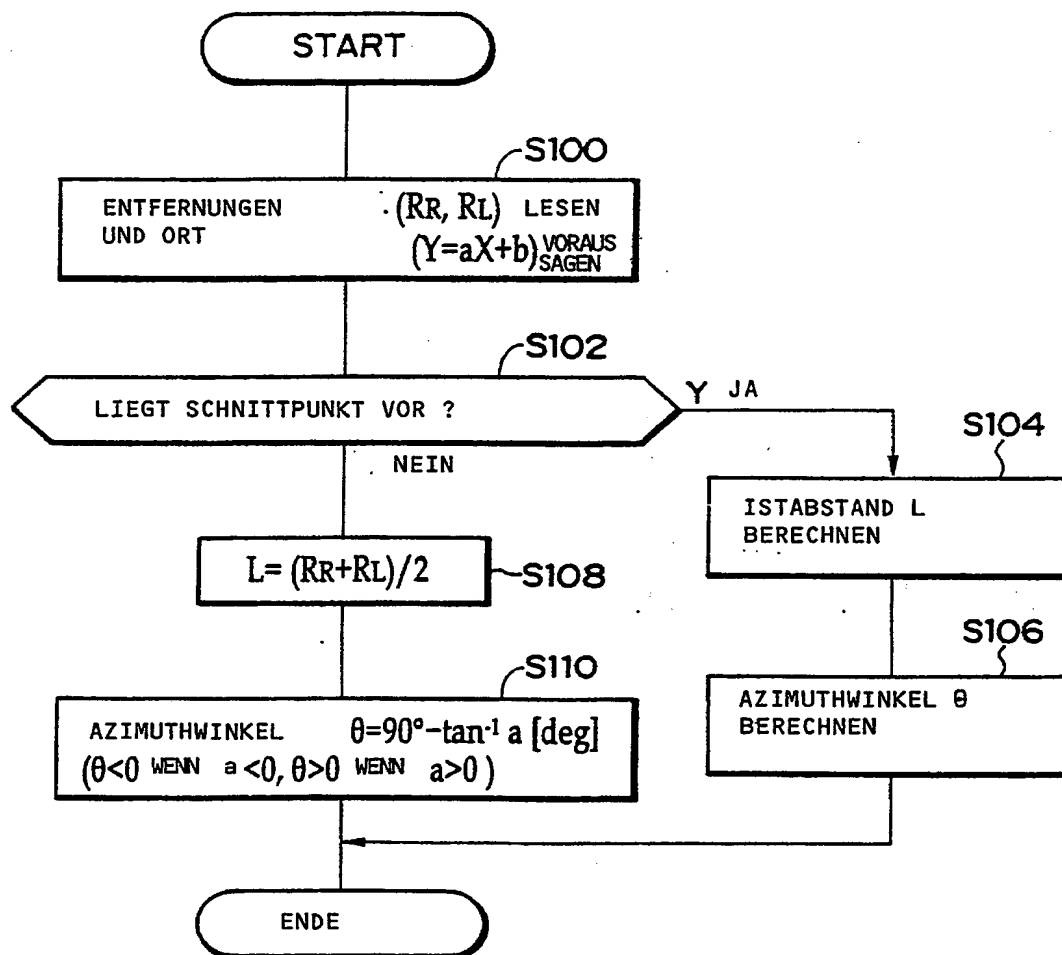 START
S100
ENTFERNUNGEN (RR, RL) LESEN
UND ORT (Y=aX+b) VORAUS
SAGEN
S102
LIEGT SCHNITTPUNKT VOR ?
Y JA
NEIN
S104
ISTABSTAND L
BERECHNEN
L= (RR+RL)/2
S108
S106
AZIMUTHWINKEL θ
BERECHNEN
S110
AZIMUTHWINKEL θ=90°-tan⁻¹ a [deg]
(θ<0 WENN a<0, θ>0 WENN a>0)
ENDE